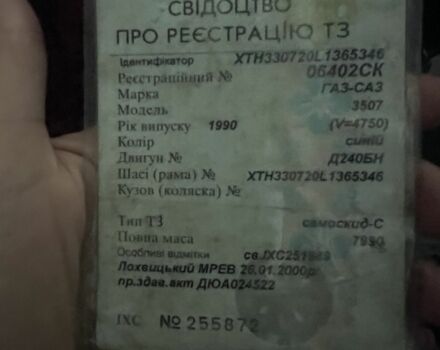 СВІДОЦТВО
ПРО РЕЄСТРАЦІЮ ТЗ
Ідентифікатор XTH330720L1365346
Реєстраційний № 06402СК
Марка ГАЗ-САЗ
Модель 3507
Рік випуску 1990 (V=4750)
Колір синій
Двигун № Д240БН
Шасі (рама) № XTH330720L1365346
Кузов (коляска) №
Тип ТЗ самоскид-С
Повна маса
Особливі відмітки
Лохвицький МРЕВ 26.01.2000р.
пр.здав.акт ДЮА024522
ІХС № 255872